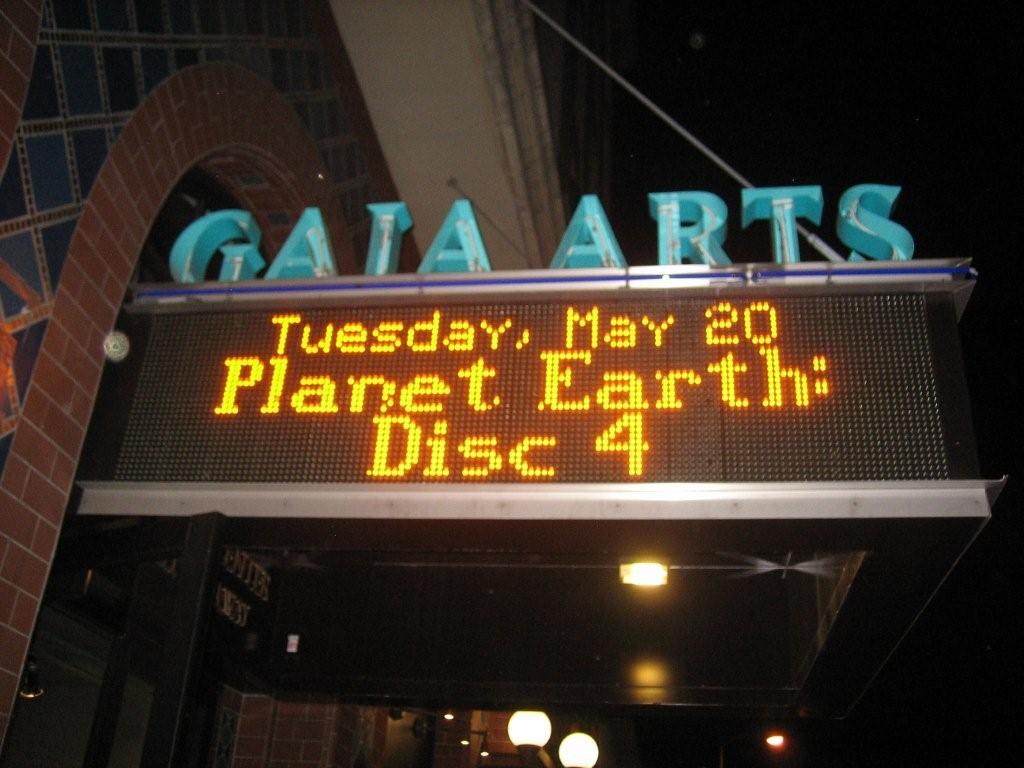 GAIA ARTS
Tuesday, May 20
Planet Earth:
Disc 4